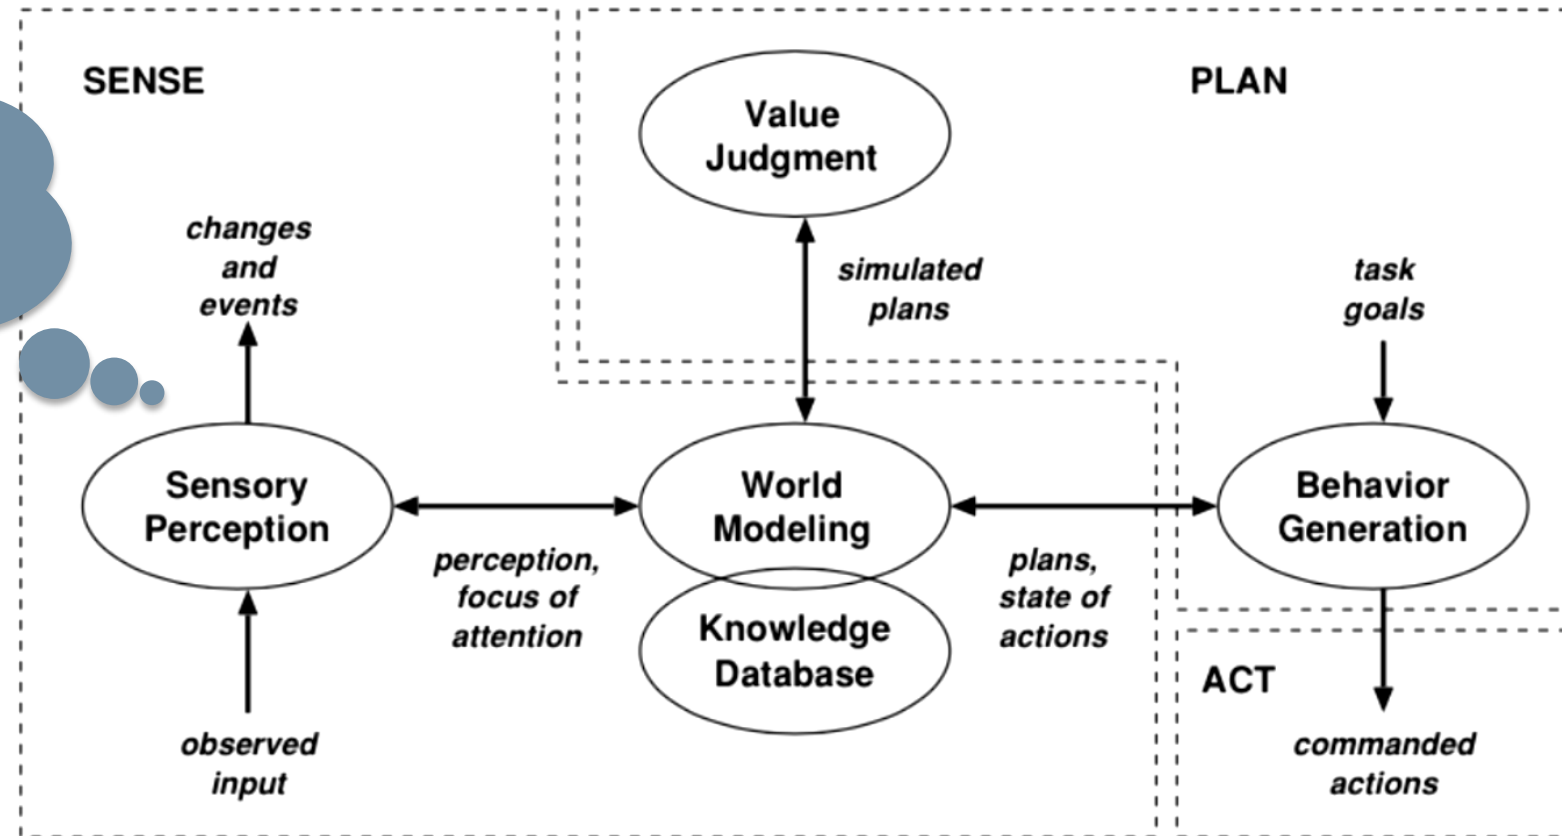 SENSE
PLAN
Value
Judgment
changes
and
events
simulated
plans
task
goals
Sensory
Perception
World
Modeling
Behavior
Generation
perception,
focus of
attention
plans,
state of
actions
Knowledge
Database
ACT
observed
input
commanded
actions